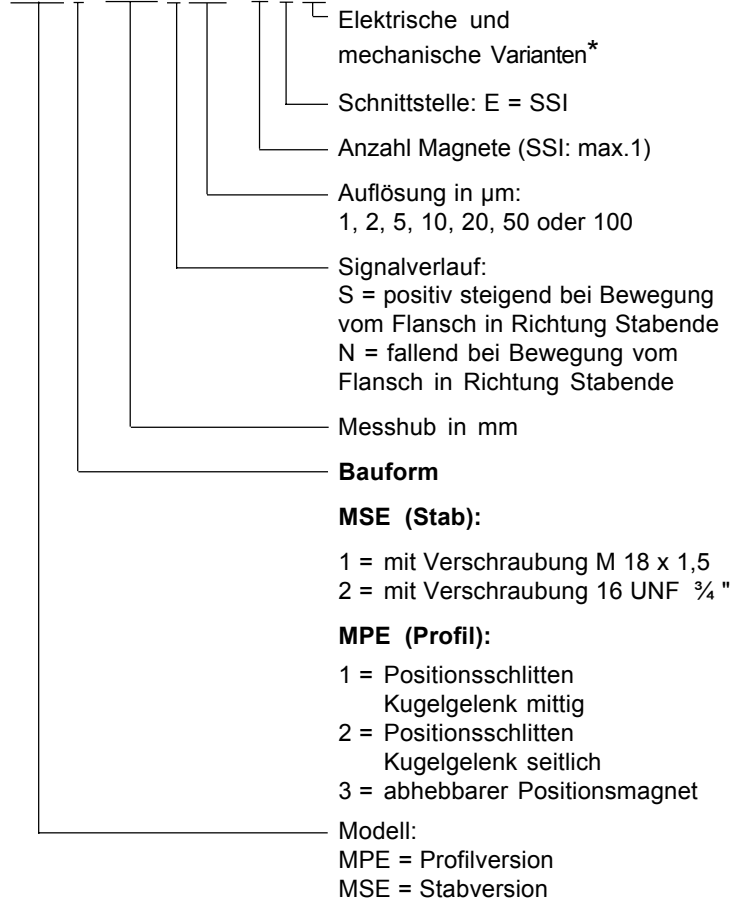 Elektrische und
mechanische Varianten*
Schnittstelle: E = SSI
Anzahl Magnete (SSI: max.1)
Auflösung in µm:
1, 2, 5, 10, 20, 50 oder 100
Signalverlauf:
S = positiv steigend bei Bewegung
vom Flansch in Richtung Stabende
N = fallend bei Bewegung vom
Flansch in Richtung Stabende
Messhub in mm
Bauform
MSE (Stab):
1 = mit Verschraubung M 18 x 1,5
2 = mit Verschraubung 16 UNF ¾ "
MPE (Profil):
1 = Positionsschlitten
Kugelgelenk mittig
2 = Positionsschlitten
Kugelgelenk seitlich
3 = abhebbarer Positionsmagnet
Modell:
MPE = Profilversion
MSE = Stabversion